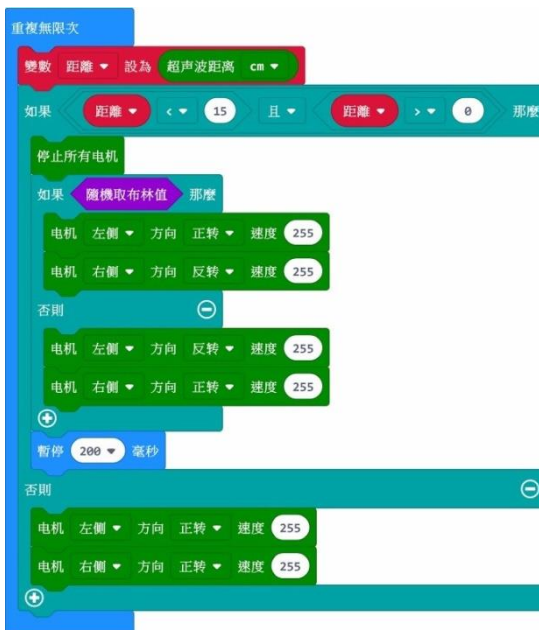 重複無限次
變數 距離 設為 超声波距离 cm
如果 距離 < 15 且 距離 > 0 那麼
停止所有电机
如果 隨機取布林值 那麼
电机 左侧 方向 正转 速度 255
电机 右侧 方向 反转 速度 255
否則
电机 左侧 方向 反转 速度 255
电机 右侧 方向 正转 速度 255
暫停 200 毫秒
否則
电机 左侧 方向 正转 速度 255
电机 右侧 方向 正转 速度 255